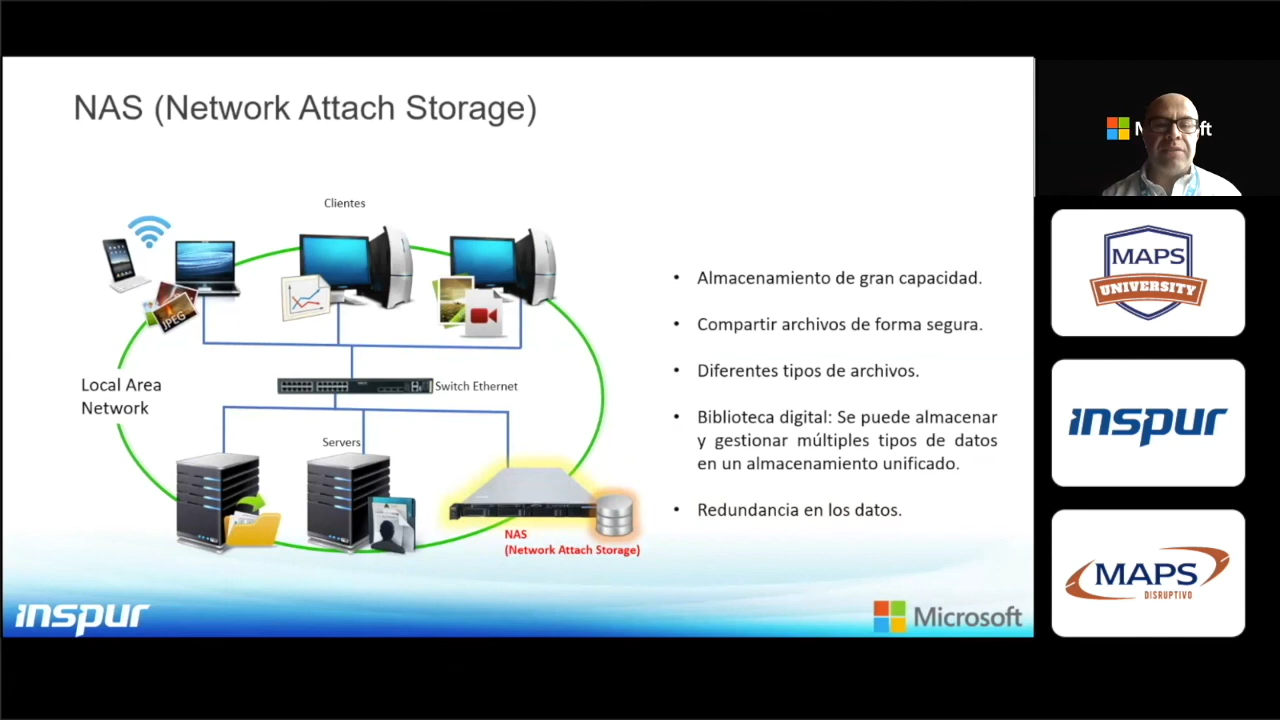 NAS (Network Attach Storage)
Clientes
JPEG
Local Area
Network
Switch Ethernet
Servers
NAS
(Network Attach Storage)
• Almacenamiento de gran capacidad.
• Compartir archivos de forma segura.
• Diferentes tipos de archivos.
• Biblioteca digital: Se puede almacenar
y gestionar múltiples tipos de datos
en un almacenamiento unificado.
• Redundancia en los datos.
inspur
Microsoft
MAPS
UNIVERSITY
inspur
MAPS
DISRUPTIVO